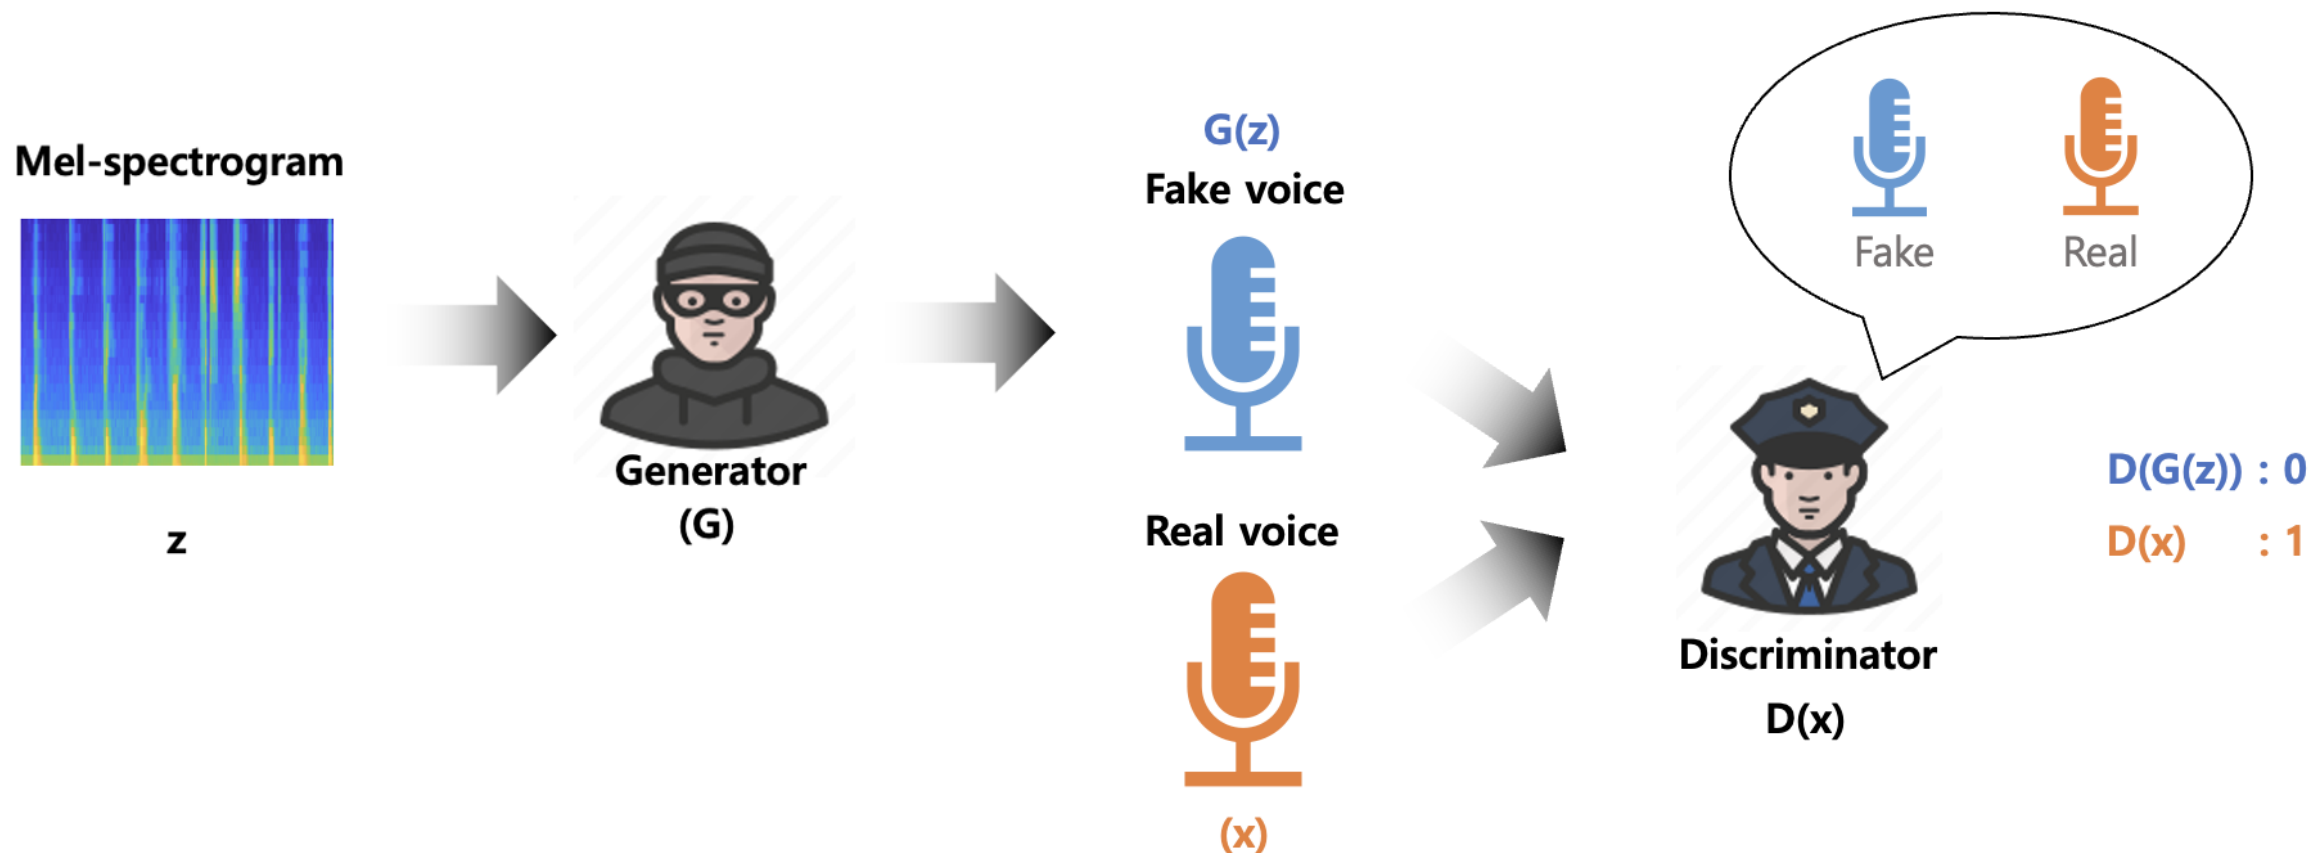 Mel-spectrogram
z
Generator
(G)
G(z)
Fake voice
Real voice
(x)
Fake
Real
Discriminator
D(x)
D(G(z)) : 0
D(x) : 1